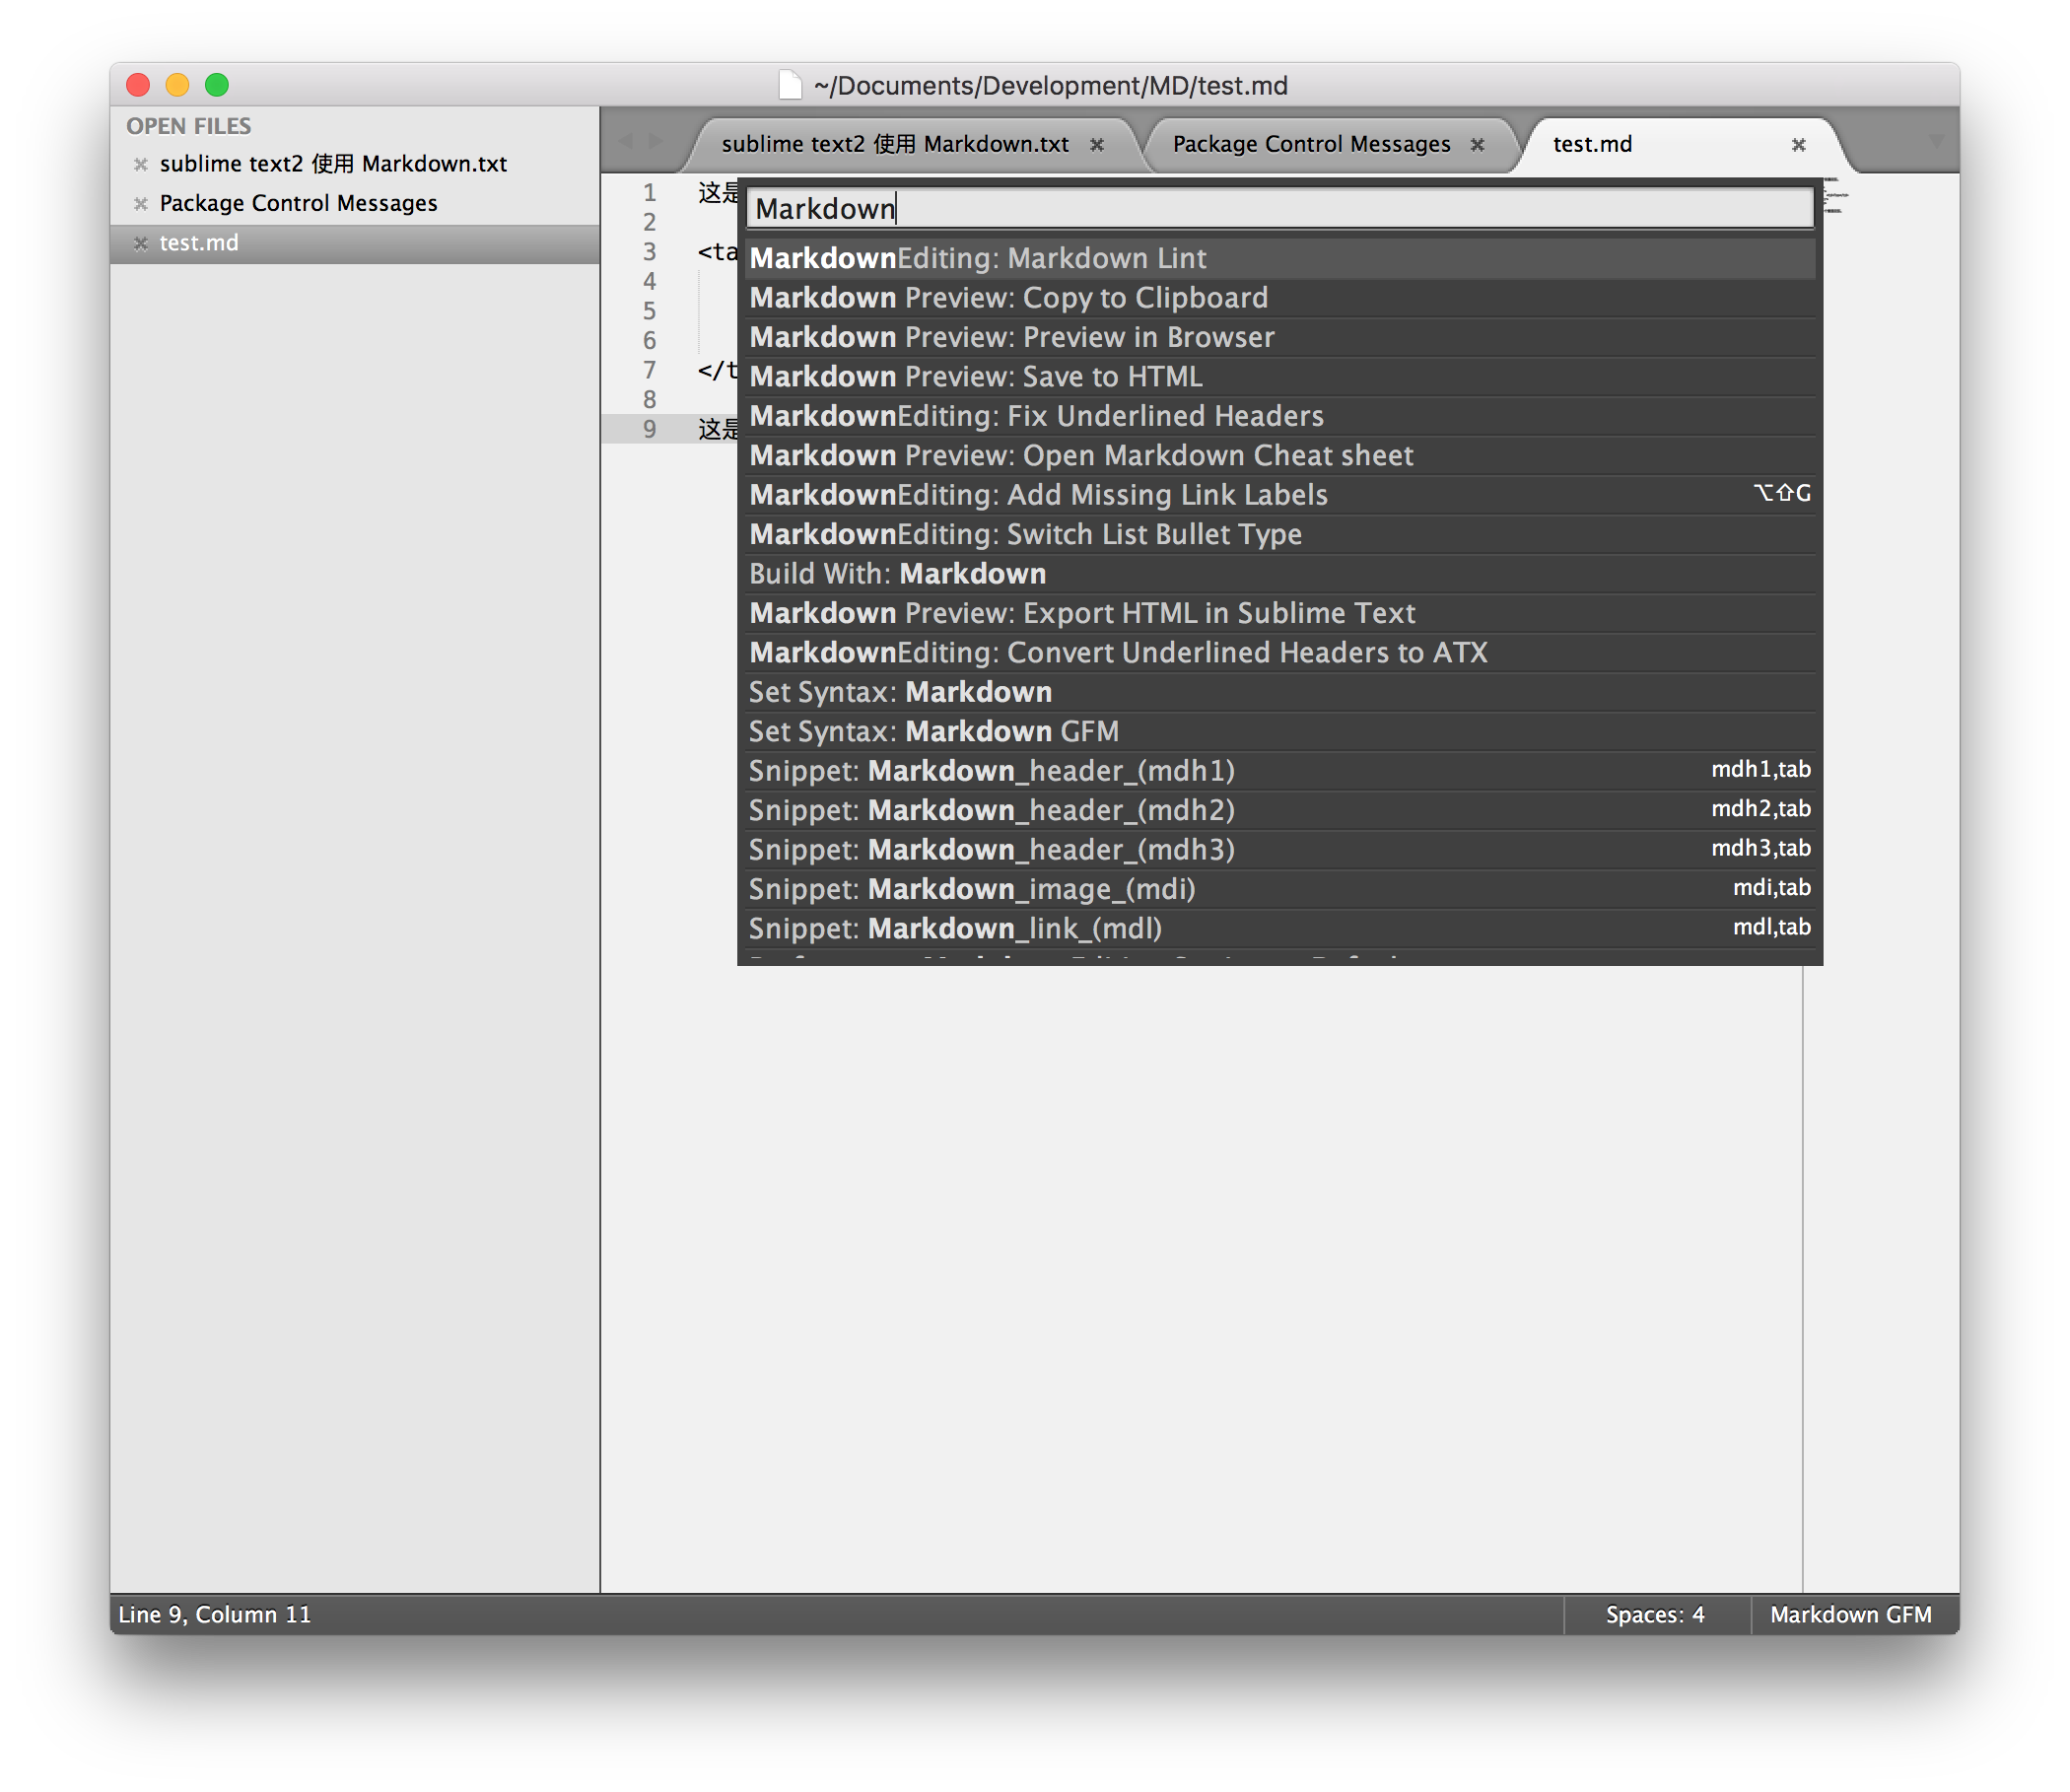 ~/Documents/Development/MD/test.md
OPEN FILES
sublime text2 使用 Markdown.txt
Package Control Messages
test.md
sublime text2 使用 Markdown.txt
Package Control Messages
test.md
1 这是
2
3 <ta
4
5
6
7 </t
8
9 这是
Markdown
MarkdownEditing: Markdown Lint
Markdown Preview: Copy to Clipboard
Markdown Preview: Preview in Browser
Markdown Preview: Save to HTML
MarkdownEditing: Fix Underlined Headers
Markdown Preview: Open Markdown Cheat sheet
MarkdownEditing: Add Missing Link Labels ⌥⇧G
MarkdownEditing: Switch List Bullet Type
Build With: Markdown
Markdown Preview: Export HTML in Sublime Text
MarkdownEditing: Convert Underlined Headers to ATX
Set Syntax: Markdown
Set Syntax: Markdown GFM
Snippet: Markdown_header_(mdh1) mdh1,tab
Snippet: Markdown_header_(mdh2) mdh2,tab
Snippet: Markdown_header_(mdh3) mdh3,tab
Snippet: Markdown_image_(mdi) mdi,tab
Snippet: Markdown_link_(mdl) mdl,tab
Line 9, Column 11
Spaces: 4
Markdown GFM